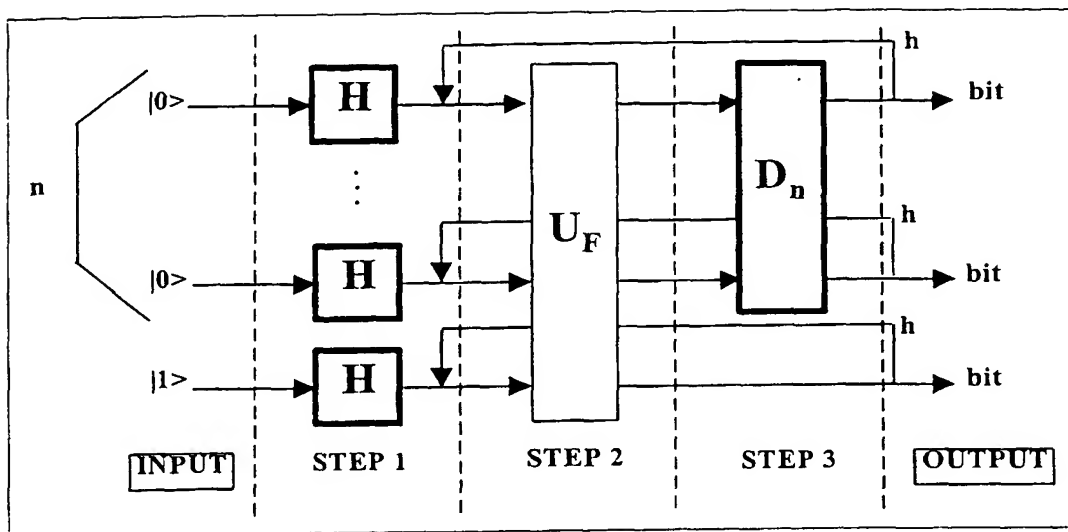 h
|0>
H
bit
n
⋮
U_F
D_n
h
|0>
H
bit
h
|1>
H
bit
INPUT
STEP 1
STEP 2
STEP 3
OUTPUT